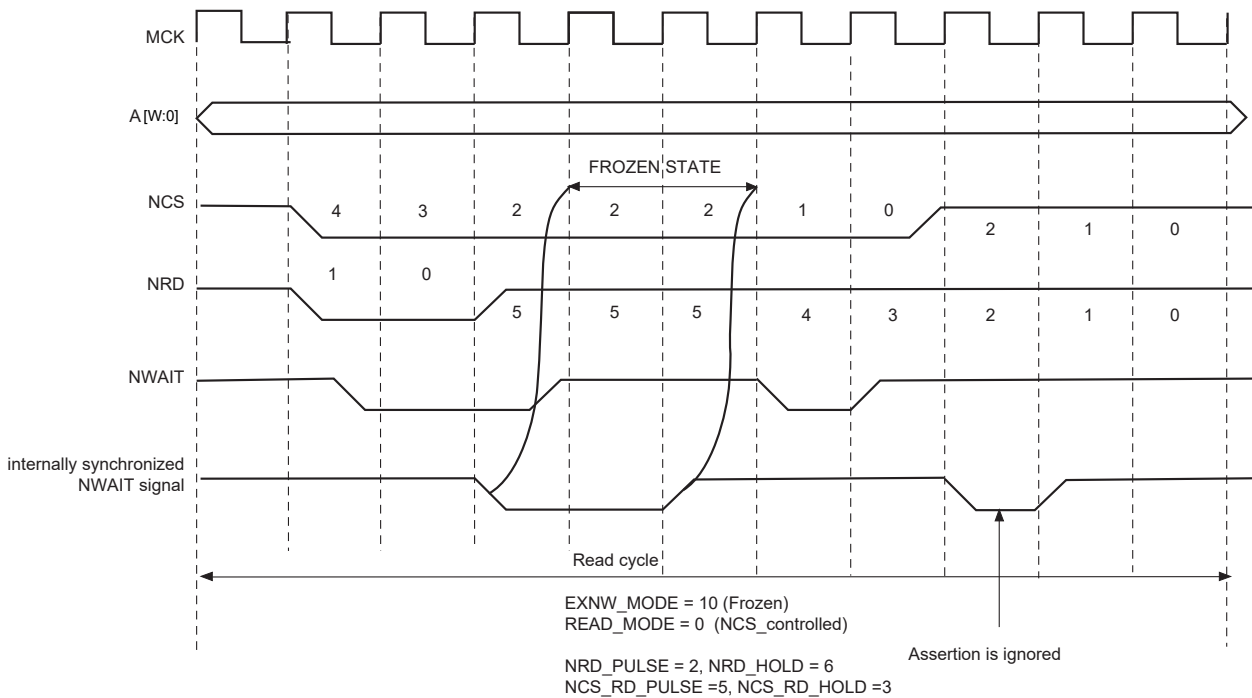 MCK
A [W:0]
FROZEN STATE
NCS
4 3 2 2 2 1 0
2 1 0
1 0
NRD
5 5 5 4 3 2 1 0
NWAIT
internally synchronized
NWAIT signal
Read cycle
EXNW_MODE = 10 (Frozen)
READ_MODE = 0 (NCS_controlled)
Assertion is ignored
NRD_PULSE = 2, NRD_HOLD = 6
NCS_RD_PULSE =5, NCS_RD_HOLD =3